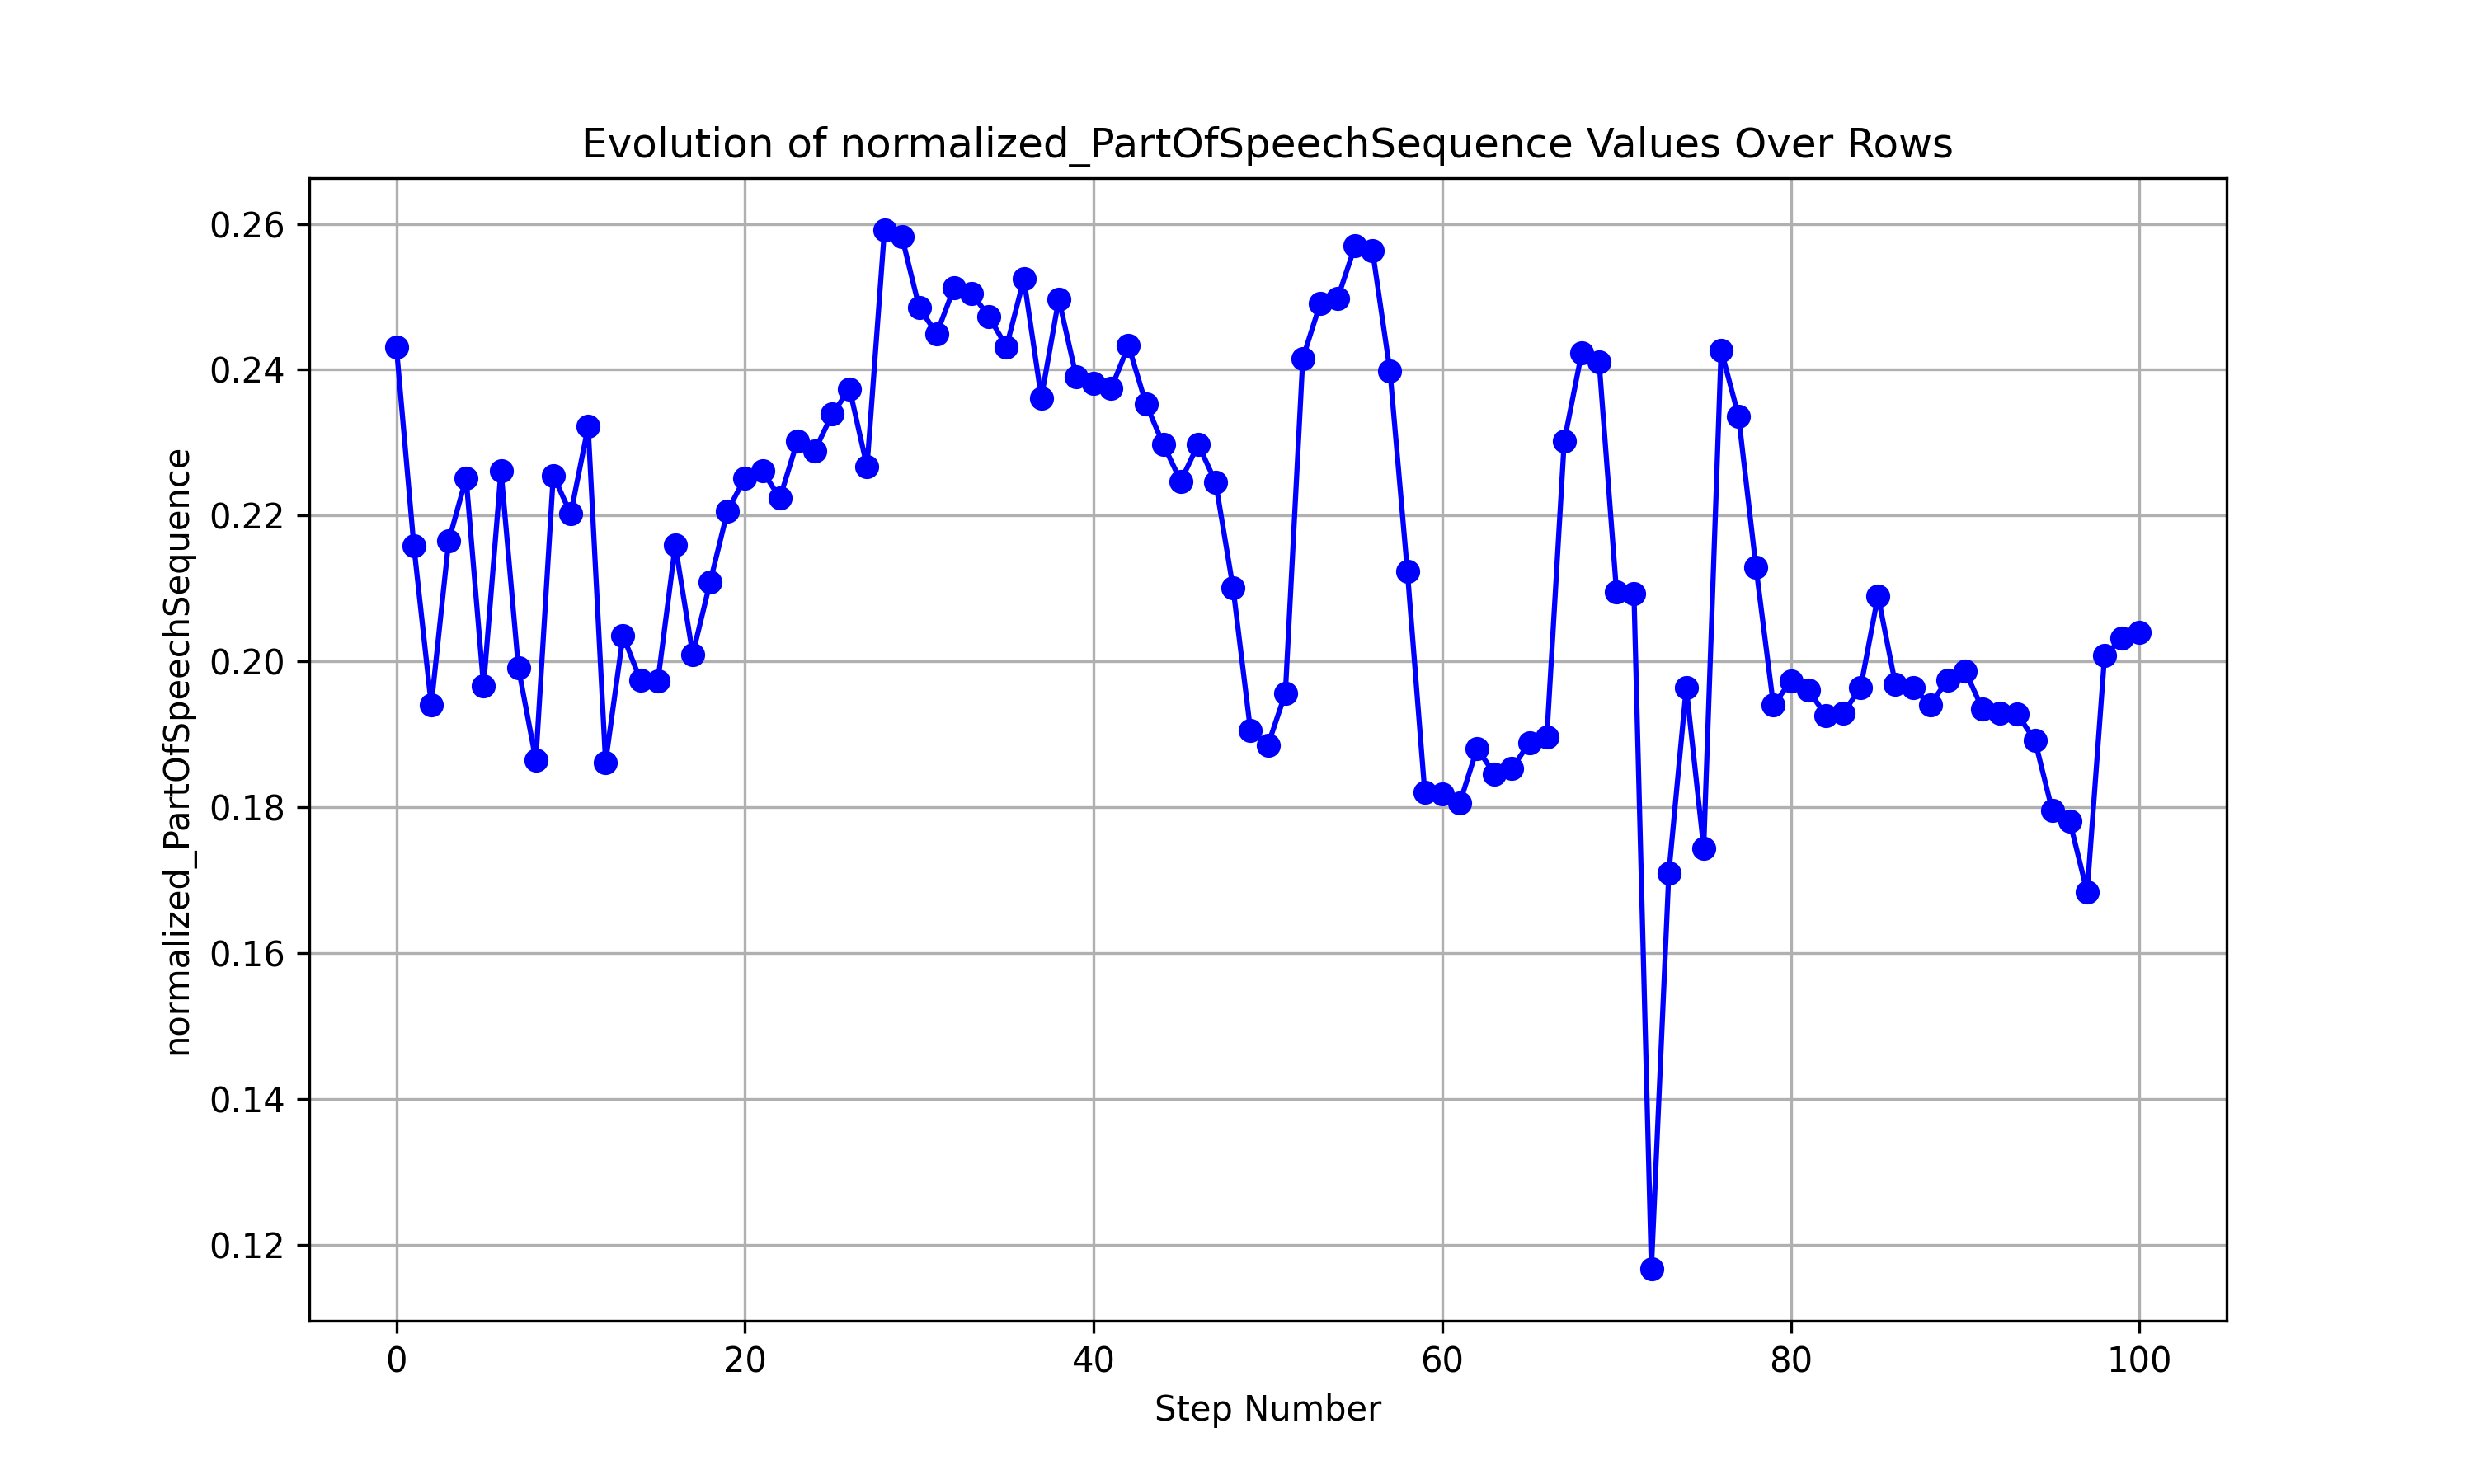 Evolution of normalized_PartOfSpeechSequence Values Over Rows
normalized_PartOfSpeechSequence
0.26
0.24
0.22
0.20
0.18
0.16
0.14
0.12
0 20 40 60 80 100
Step Number